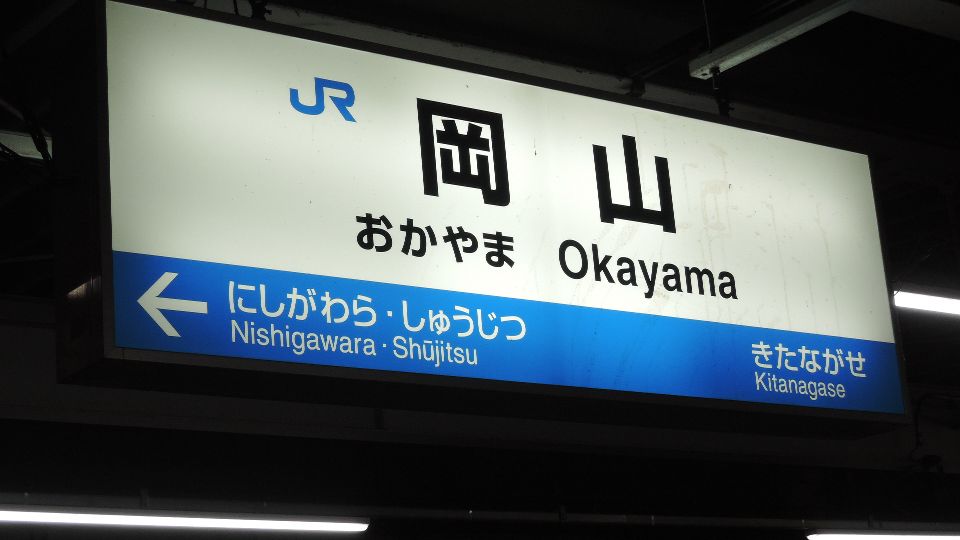 JR
岡山
おかやま Okayama
にしがわら・しゅうじつ
Nishigawara・Shūjitsu
きたながせ
Kitanagase